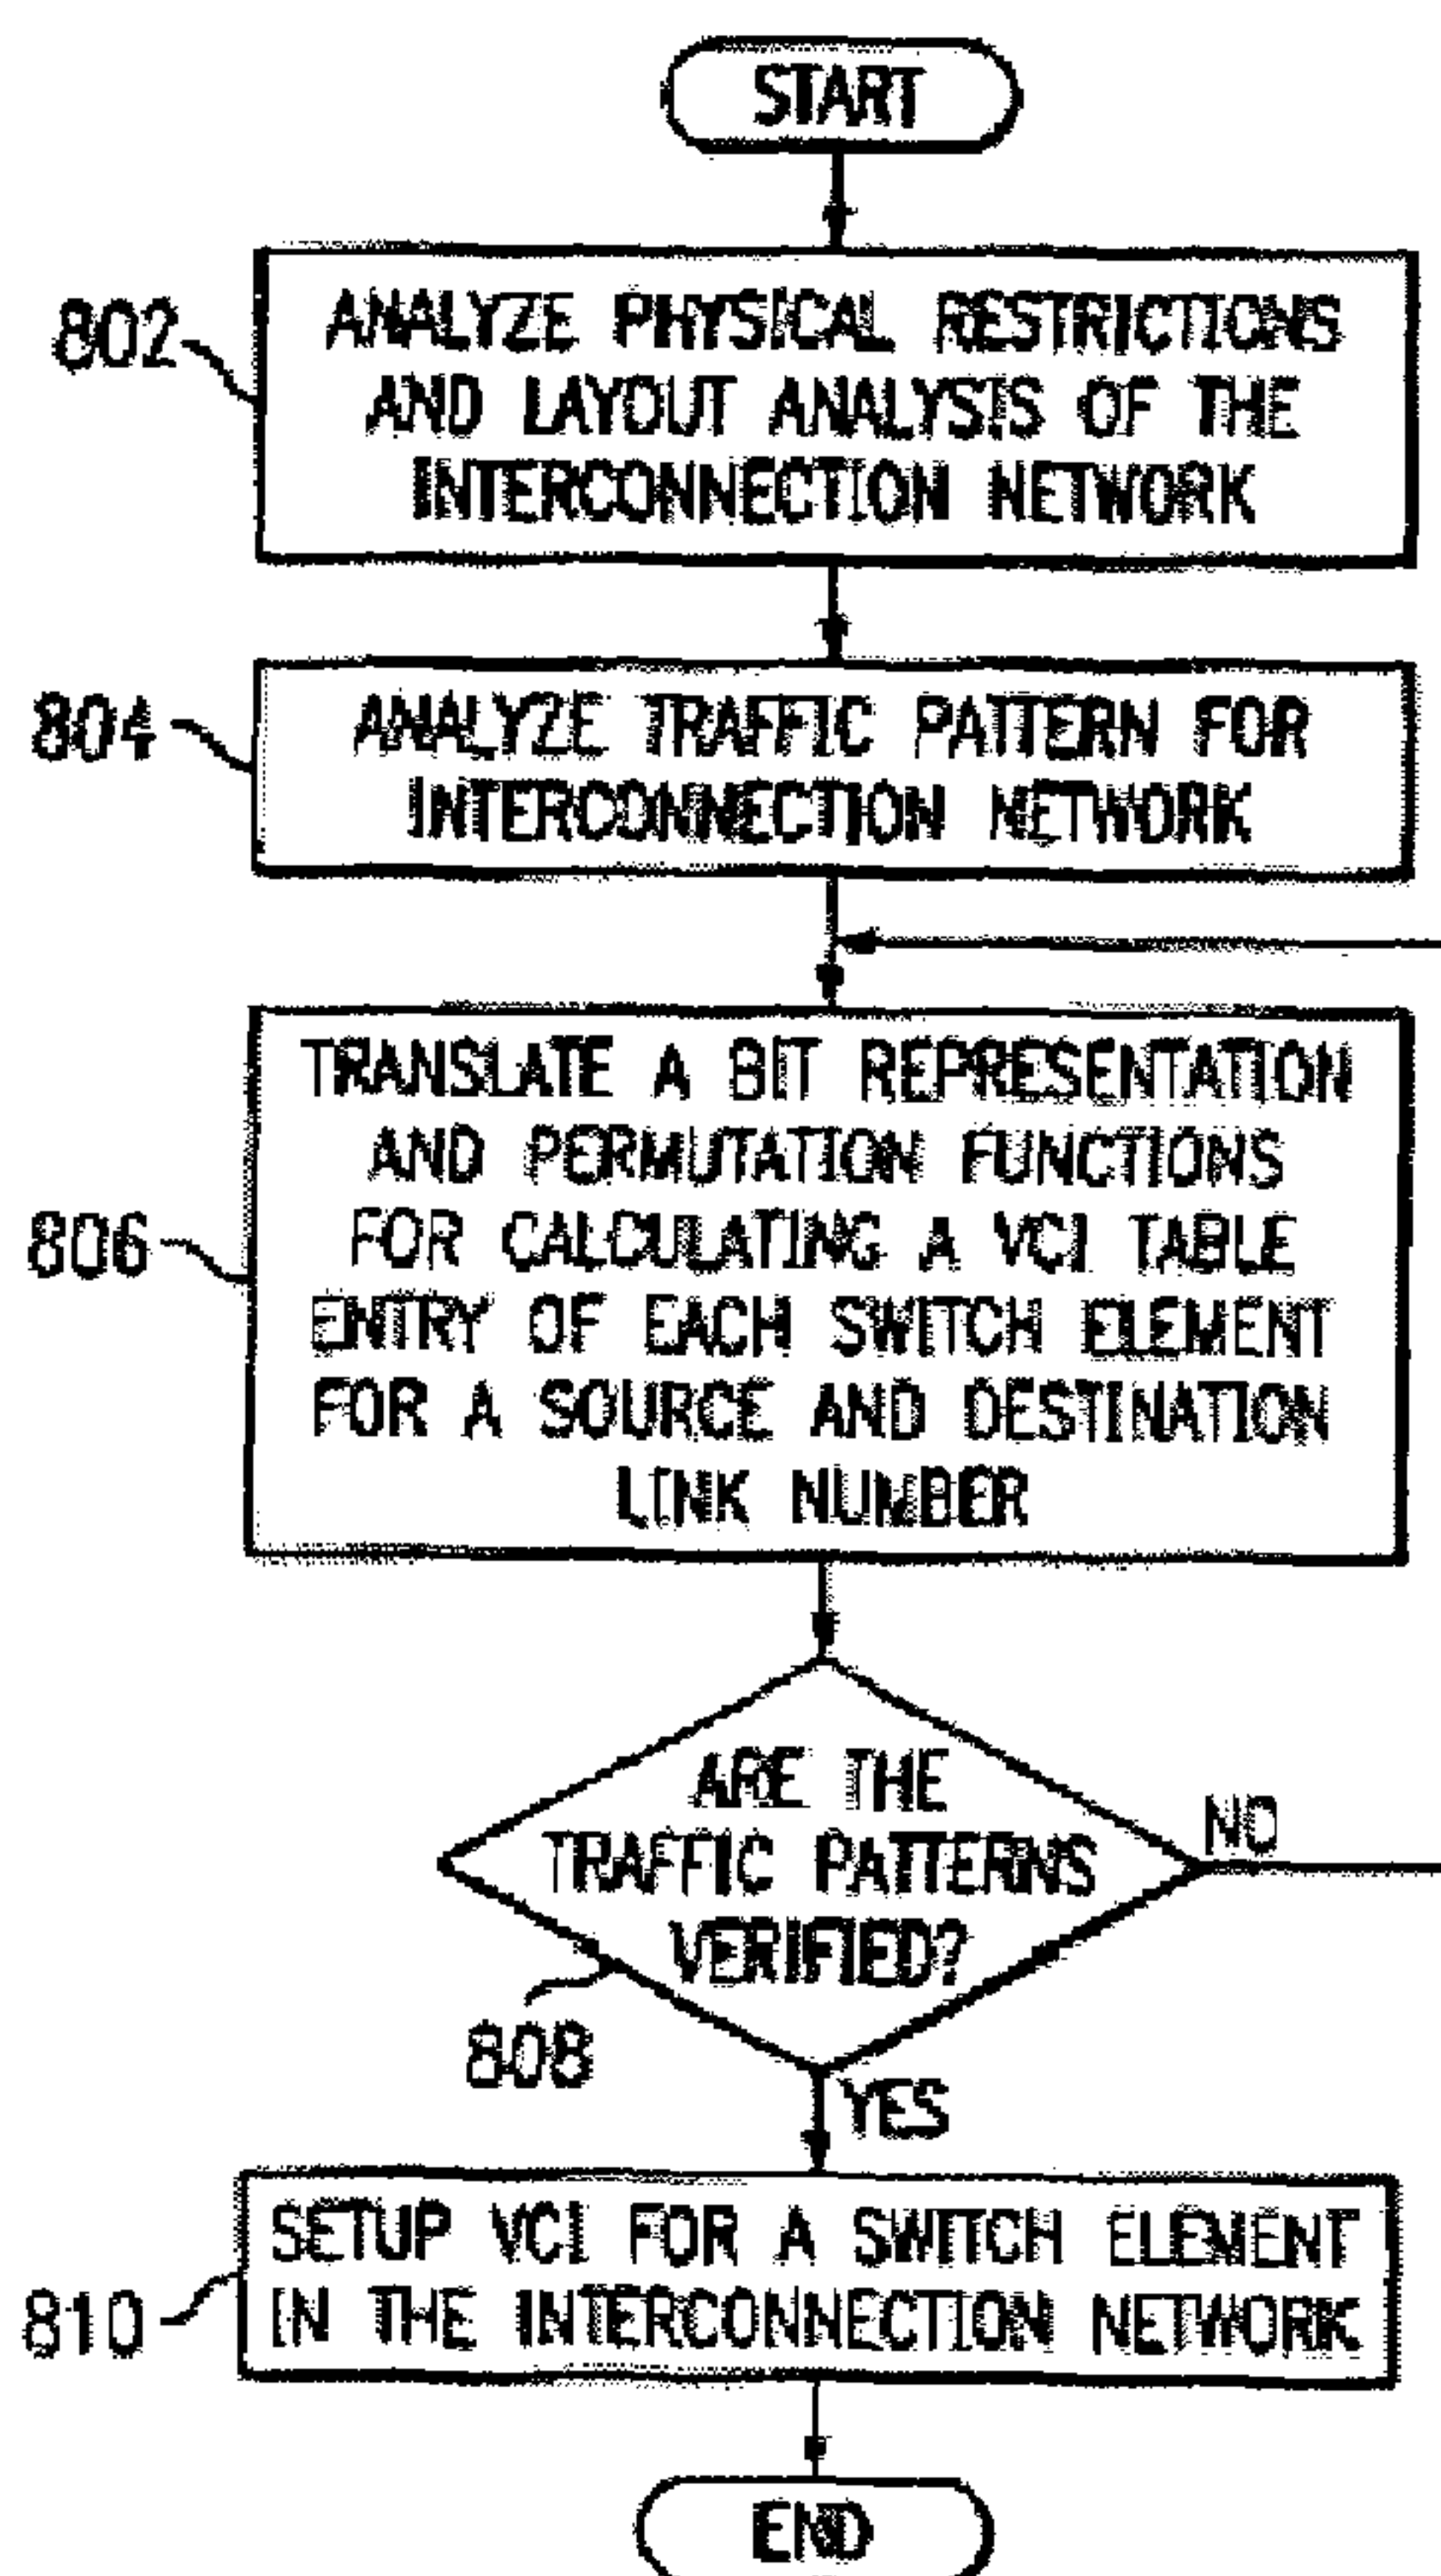 START
802
ANALYZE PHYSICAL RESTRICTIONS
AND LAYOUT ANALYSIS OF THE
INTERCONNECTION NETWORK
804
ANALYZE TRAFFIC PATTERN FOR
INTERCONNECTION NETWORK
806
TRANSLATE A BIT REPRESENTATION
AND PERMUTATION FUNCTIONS
FOR CALCULATING A VCI TABLE
ENTRY OF EACH SWITCH ELEMENT
FOR A SOURCE AND DESTINATION
LINK NUMBER
ARE THE
TRAFFIC PATTERNS
VERIFIED?
NO
808
YES
810
SETUP VCI FOR A SWITCH ELEMENT
IN THE INTERCONNECTION NETWORK
END